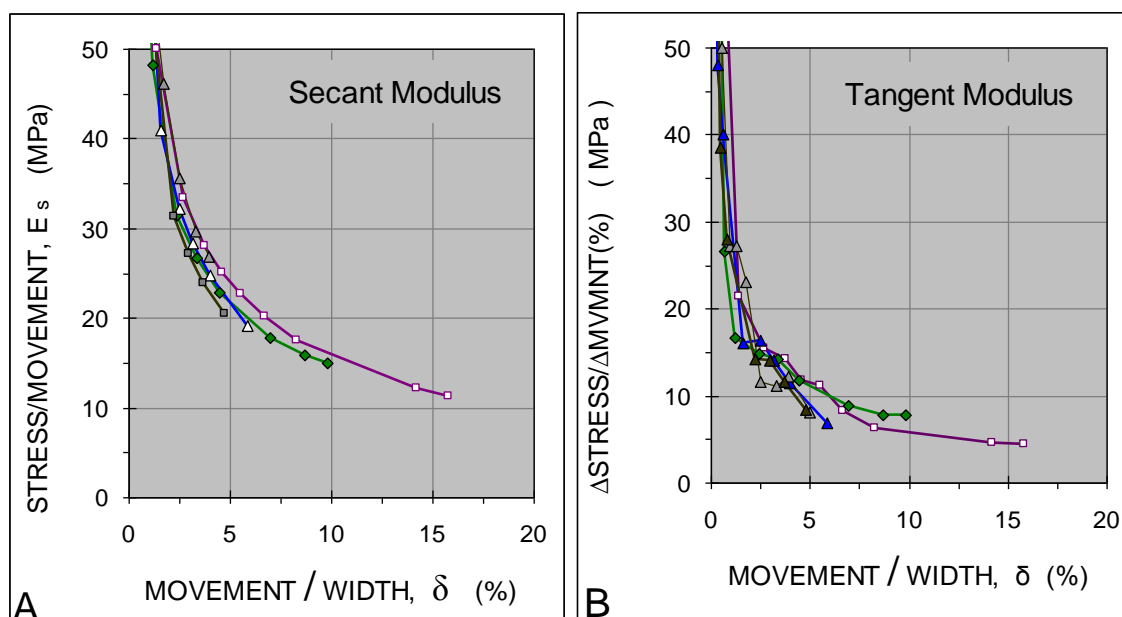 STRESS/MOVEMENT, E s (MPa)
50
40
30
20
10
0
Secant Modulus
0 5 10 15 20
MOVEMENT / WIDTH, δ (%)
A
ΔSTRESS/ΔMVMNT(%) ( MPa)
50
40
30
20
10
0
Tangent Modulus
0 5 10 15 20
MOVEMENT / WIDTH, δ (%)
B